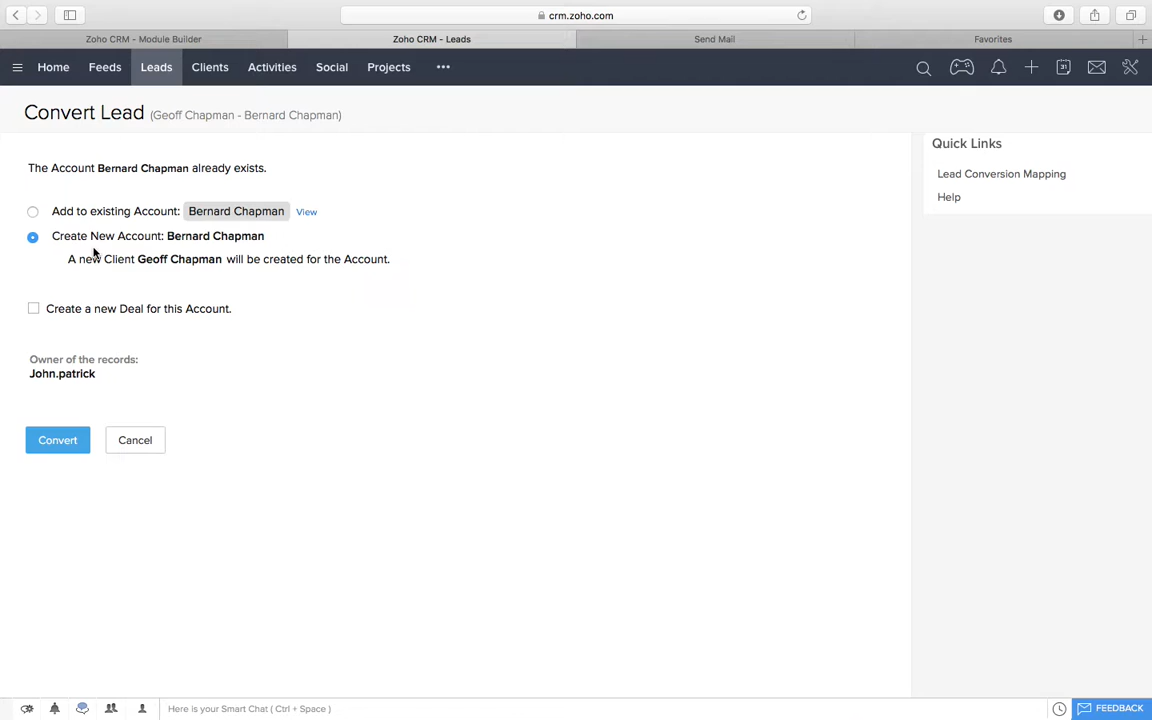 crm.zoho.com
Zoho CRM - Module Builder
Zoho CRM - Leads
Send Mail
Favorites
Home
Feeds
Leads
Clients
Activities
Social
Projects
31
Convert Lead (Geoff Chapman - Bernard Chapman)
Quick Links
Lead Conversion Mapping
Help
The Account Bernard Chapman already exists.
Add to existing Account: Bernard Chapman View
Create New Account: Bernard Chapman
A new Client Geoff Chapman will be created for the Account.
Create a new Deal for this Account.
Owner of the records:
John.patrick
Convert
Cancel
Here is your Smart Chat ( Ctrl + Space )
FEEDBACK